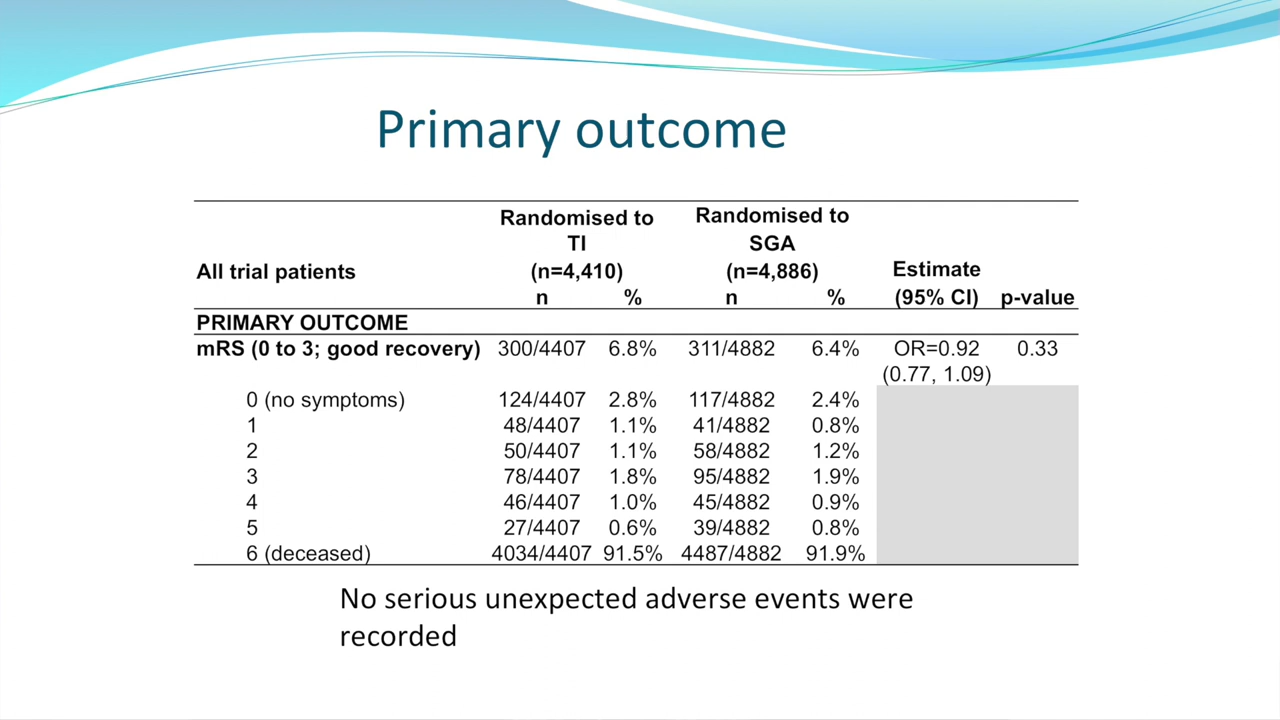 Primary outcome
Randomised to Randomised to
TI SGA
All trial patients (n=4,410) (n=4,886) Estimate
n % n % (95% CI) p-value
PRIMARY OUTCOME
mRS (0 to 3; good recovery) 300/4407 6.8% 311/4882 6.4% OR=0.92 0.33
(0.77, 1.09)
0 (no symptoms) 124/4407 2.8% 117/4882 2.4%
1 48/4407 1.1% 41/4882 0.8%
2 50/4407 1.1% 58/4882 1.2%
3 78/4407 1.8% 95/4882 1.9%
4 46/4407 1.0% 45/4882 0.9%
5 27/4407 0.6% 39/4882 0.8%
6 (deceased) 4034/4407 91.5% 4487/4882 91.9%
No serious unexpected adverse events were
recorded